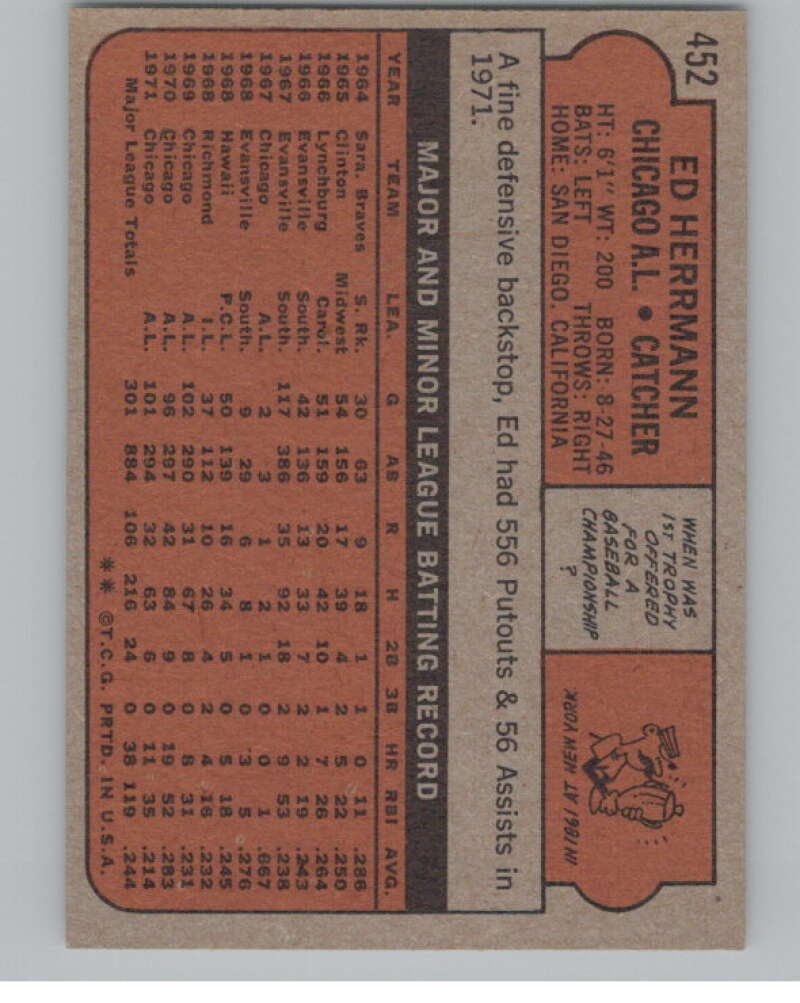 452
ED HERRMANN
CHICAGO A.L. • CATCHER
HT: 6'1" WT: 200 BORN: 8-27-46
BATS: LEFT THROWS: RIGHT
HOME: SAN DIEGO, CALIFORNIA
WHEN WAS
1ST TROPHY
OFFERED
FOR A
BASEBALL
CHAMPIONSHIP
?
IN 1861 AT NEW YORK
A fine defensive backstop, Ed had 556 Putouts & 56 Assists in
1971.
MAJOR AND MINOR LEAGUE BATTING RECORD
YEAR TEAM LEA. G AB R H 2B 3B HR RBI AVG.
1964 Sara. Braves S. Rk. 30 63 9 18 1 1 0 11 .286
1965 Clinton Midwest 54 156 17 39 4 2 5 22 .250
1966 Lynchburg Carol. 51 159 20 42 10 1 7 26 .264
1966 Evansville South. 42 136 13 33 7 2 2 19 .243
1967 Evansville South. 117 386 35 92 18 2 9 53 .238
1967 Chicago A.L. 2 3 1 2 1 0 0 1 .667
1968 Evansville South. 9 29 6 8 1 0 3 5 .276
1968 Hawaii P.C.L. 50 139 16 34 5 0 5 18 .245
1968 Richmond I.L. 37 112 10 26 4 2 4 16 .232
1969 Chicago A.L. 102 290 31 67 8 0 8 31 .231
1970 Chicago A.L. 96 297 42 84 9 0 19 52 .283
1971 Chicago A.L. 101 294 32 63 6 0 11 35 .214
Major League Totals 301 884 106 216 24 0 38 119 .244
** ©T.C.G. PRTD. IN U.S.A.